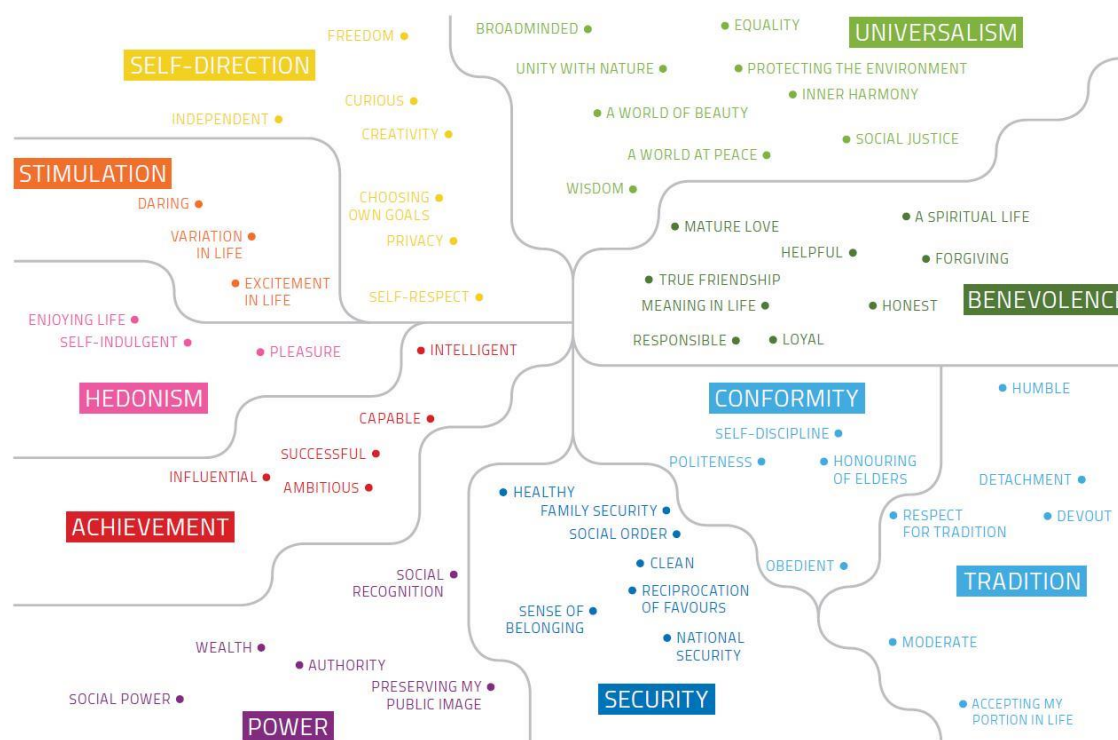 SELF-DIRECTION
FREEDOM
CURIOUS
INDEPENDENT
CREATIVITY
CHOOSING
OWN GOALS
PRIVACY
SELF-RESPECT
STIMULATION
DARING
VARIATION
IN LIFE
EXCITEMENT
IN LIFE
ENJOYING LIFE
SELF-INDULGENT
PLEASURE
HEDONISM
INTELLIGENT
CAPABLE
SUCCESSFUL
INFLUENTIAL
AMBITIOUS
ACHIEVEMENT
SOCIAL
RECOGNITION
WEALTH
AUTHORITY
SOCIAL POWER
PRESERVING MY
PUBLIC IMAGE
POWER
UNIVERSALISM
BROADMINDED
EQUALITY
UNITY WITH NATURE
PROTECTING THE ENVIRONMENT
INNER HARMONY
A WORLD OF BEAUTY
SOCIAL JUSTICE
A WORLD AT PEACE
WISDOM
A SPIRITUAL LIFE
MATURE LOVE
HELPFUL
FORGIVING
TRUE FRIENDSHIP
MEANING IN LIFE
HONEST
BENEVOLENCE
RESPONSIBLE
LOYAL
CONFORMITY
SELF-DISCIPLINE
POLITENESS
HONOURING
OF ELDERS
OBEDIENT
HUMBLE
DETACHMENT
RESPECT
FOR TRADITION
DEVOUT
TRADITION
MODERATE
ACCEPTING MY
PORTION IN LIFE
HEALTHY
FAMILY SECURITY
SOCIAL ORDER
CLEAN
RECIPROCATION
OF FAVOURS
SENSE OF
BELONGING
NATIONAL
SECURITY
SECURITY